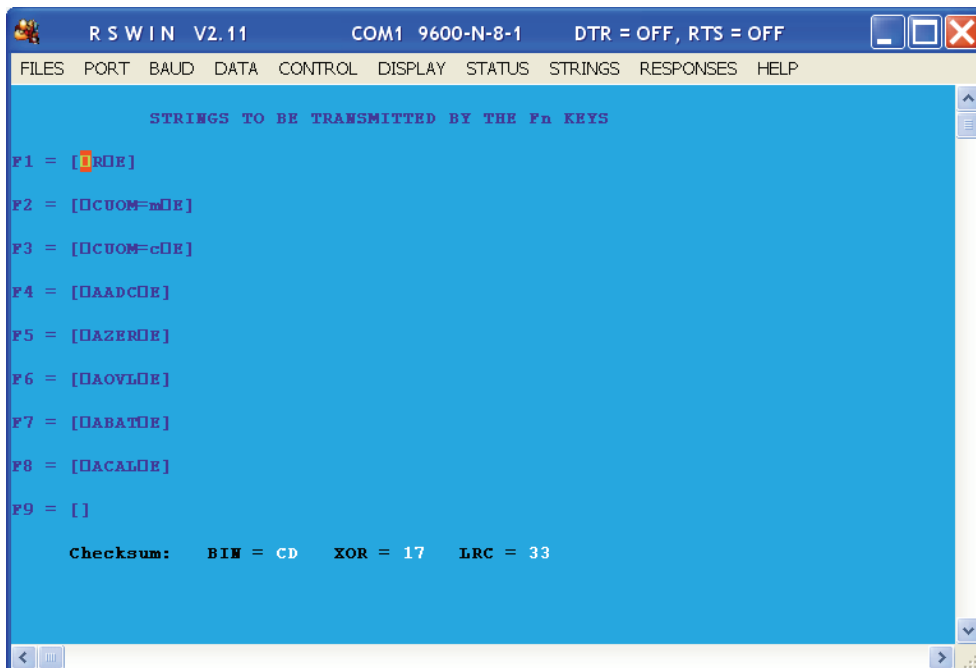 R S W I N V2.11 COM1 9600-N-8-1 DTR = OFF, RTS = OFF
FILES PORT BAUD DATA CONTROL DISPLAY STATUS STRINGS RESPONSES HELP
STRINGS TO BE TRANSMITTED BY THE Fn KEYS
F1 = [▯R▯E]
F2 = [▯CUOM=m▯E]
F3 = [▯CUOM=c▯E]
F4 = [▯AADC▯E]
F5 = [▯AZER▯E]
F6 = [▯AOVL▯E]
F7 = [▯ABAT▯E]
F8 = [▯ACAL▯E]
F9 = []
Checksum: BIN = CD XOR = 17 LRC = 33